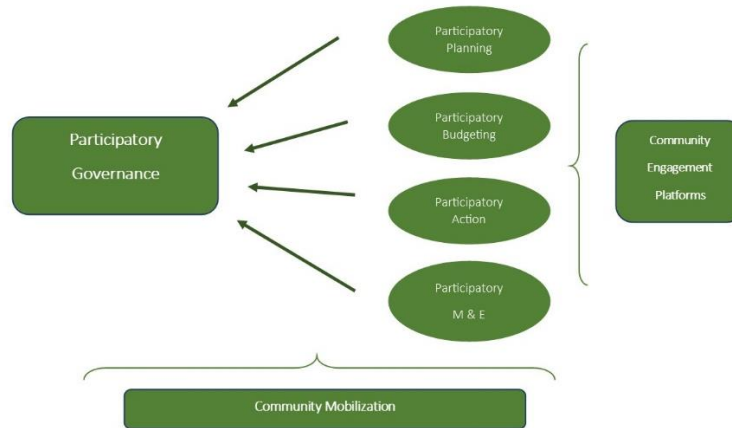 Participatory
Planning
Participatory
Budgeting
Participatory
Governance
Community
Engagement
Platforms
Participatory
Action
Participatory
M & E
Community Mobilization